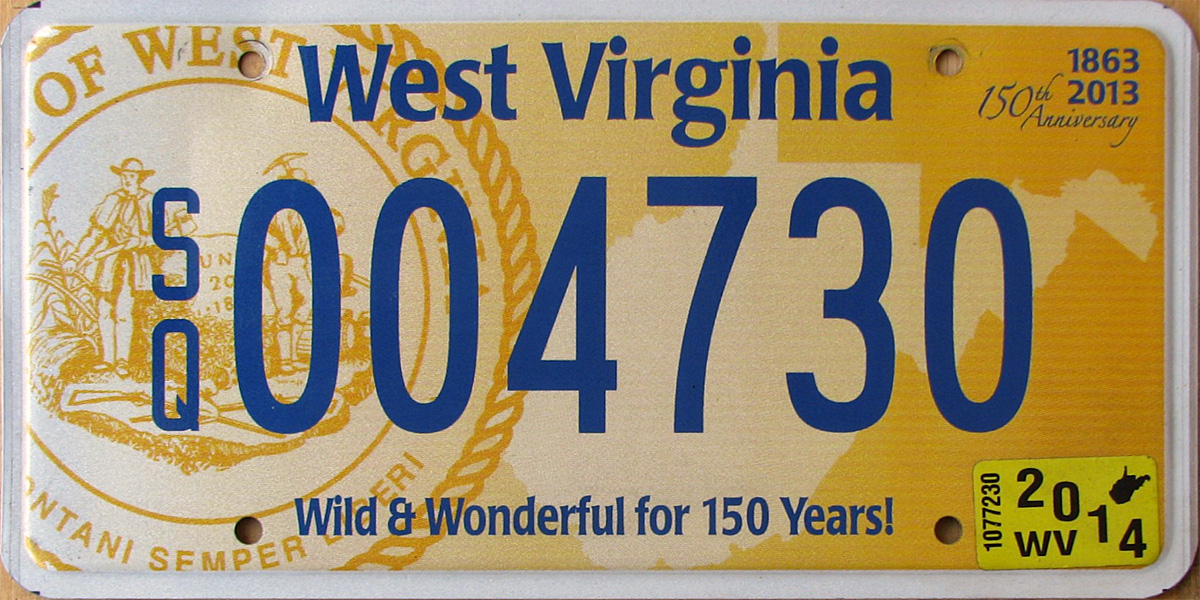 OF WEST VIRGINIA
West Virginia
1863
150th 2013
Anniversary
SQ 004730
MONTANI SEMPER LIBERI
Wild & Wonderful for 150 Years!
1077230
2014
WV